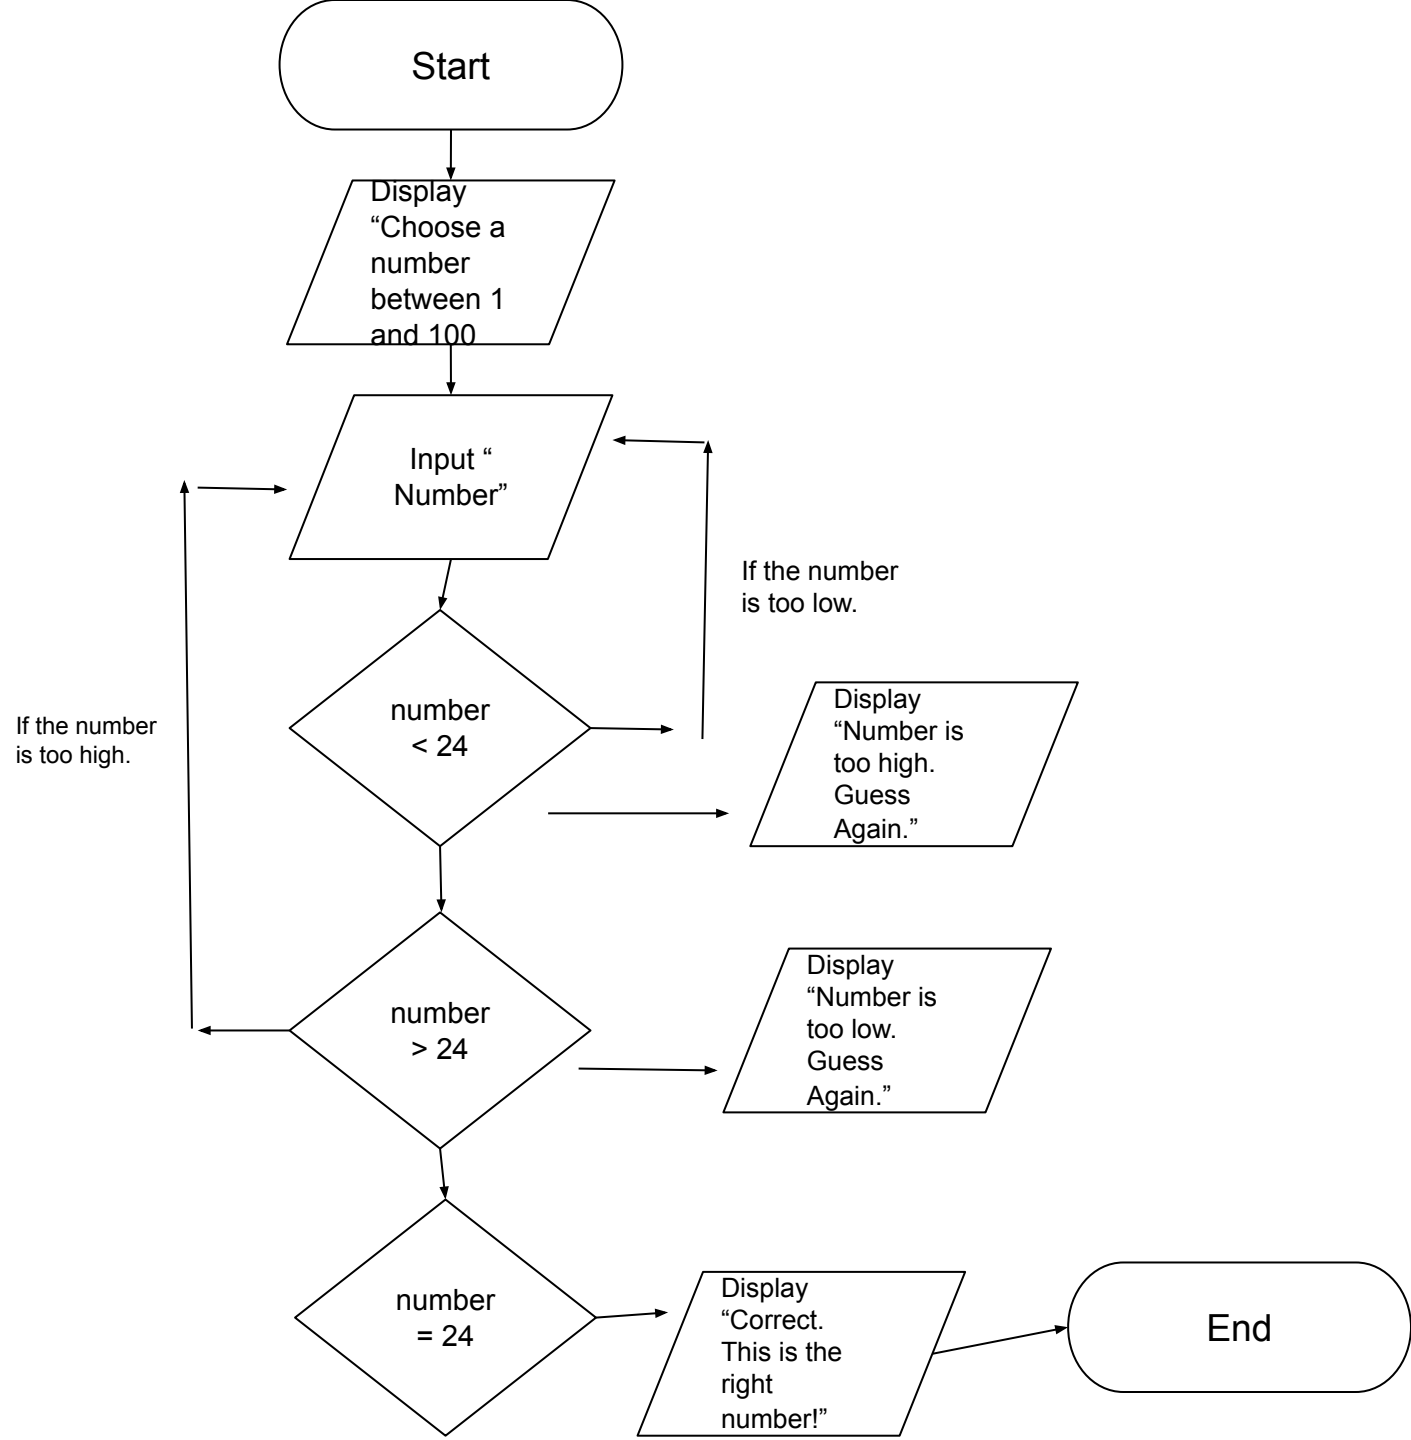 Start
Display
“Choose a
number
between 1
and 100
Input “
Number”
If the number
is too low.
number
< 24
If the number
is too high.
Display
“Number is
too high.
Guess
Again.”
number
> 24
Display
“Number is
too low.
Guess
Again.”
number
= 24
Display
“Correct.
This is the
right
number!”
End